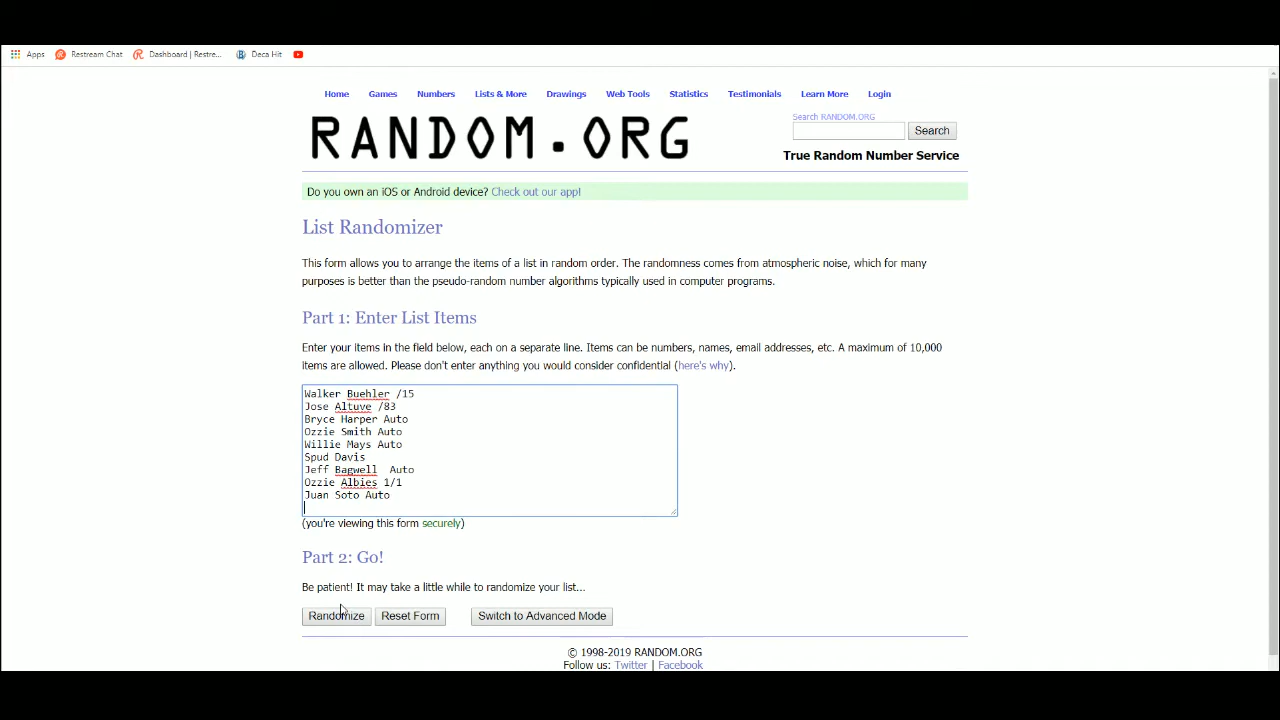 Apps Restream Chat Dashboard | Restre... Deca Hit
Home Games Numbers Lists & More Drawings Web Tools Statistics Testimonials Learn More Login
RANDOM.ORG
Search RANDOM.ORG
Search
True Random Number Service
Do you own an iOS or Android device? Check out our app!
List Randomizer
This form allows you to arrange the items of a list in random order. The randomness comes from atmospheric noise, which for many
purposes is better than the pseudo-random number algorithms typically used in computer programs.
Part 1: Enter List Items
Enter your items in the field below, each on a separate line. Items can be numbers, names, email addresses, etc. A maximum of 10,000
items are allowed. Please don't enter anything you would consider confidential (here's why).
Walker Buehler /15
Jose Altuve /83
Bryce Harper Auto
Ozzie Smith Auto
Willie Mays Auto
Spud Davis
Jeff Bagwell  Auto
Ozzie Albies 1/1
Juan Soto Auto
(you're viewing this form securely)
Part 2: Go!
Be patient! It may take a little while to randomize your list...
Randomize Reset Form Switch to Advanced Mode
© 1998-2019 RANDOM.ORG
Follow us: Twitter | Facebook